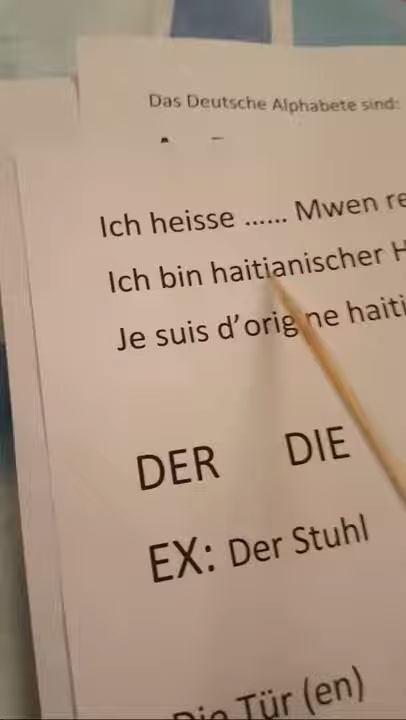 Das Deutsche Alphabete sind:
Ich heisse ...... Mwen re
Ich bin haitianischer H
Je suis d'origine haiti
DER DIE
EX: Der Stuhl
Die Tür (en)